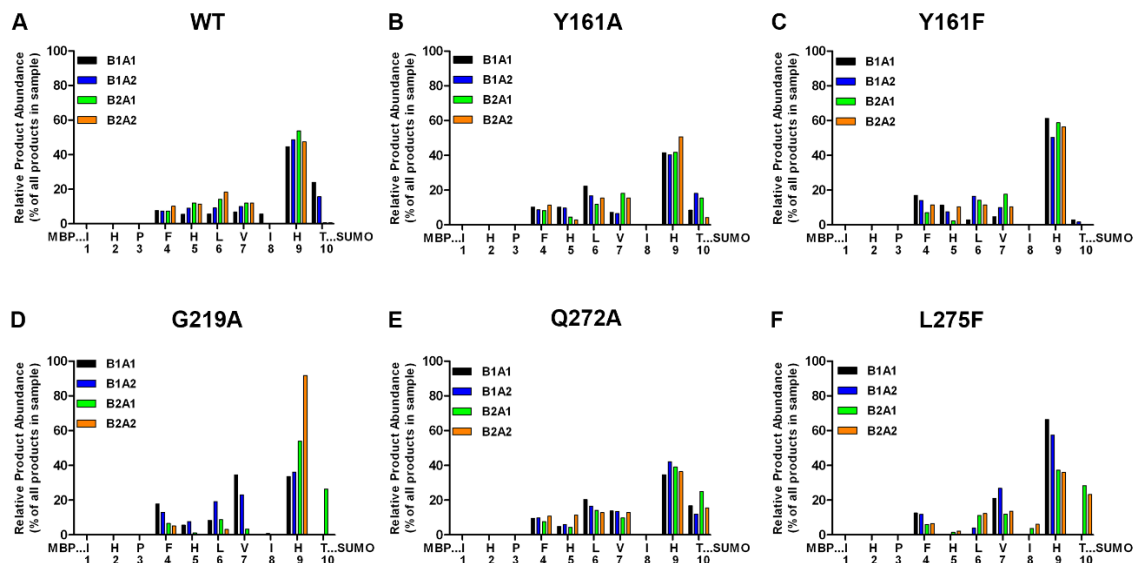 A WT
Relative Product Abundance
(% of all products in sample)
100
80
60
40
20
0
B1A1
B1A2
B2A1
B2A2
MBP...I H P F H L V I H T...SUMO
1 2 3 4 5 6 7 8 9 10
B Y161A
Relative Product Abundance
(% of all products in sample)
100
80
60
40
20
0
B1A1
B1A2
B2A1
B2A2
MBP...I H P F H L V I H T...SUMO
1 2 3 4 5 6 7 8 9 10
C Y161F
Relative Product Abundance
(% of all products in sample)
100
80
60
40
20
0
B1A1
B1A2
B2A1
B2A2
MBP...I H P F H L V I H T...SUMO
1 2 3 4 5 6 7 8 9 10
D G219A
Relative Product Abundance
(% of all products in sample)
100
80
60
40
20
0
B1A1
B1A2
B2A1
B2A2
MBP...I H P F H L V I H T...SUMO
1 2 3 4 5 6 7 8 9 10
E Q272A
Relative Product Abundance
(% of all products in sample)
100
80
60
40
20
0
B1A1
B1A2
B2A1
B2A2
MBP...I H P F H L V I H T...SUMO
1 2 3 4 5 6 7 8 9 10
F L275F
Relative Product Abundance
(% of all products in sample)
100
80
60
40
20
0
B1A1
B1A2
B2A1
B2A2
MBP...I H P F H L V I H T...SUMO
1 2 3 4 5 6 7 8 9 10